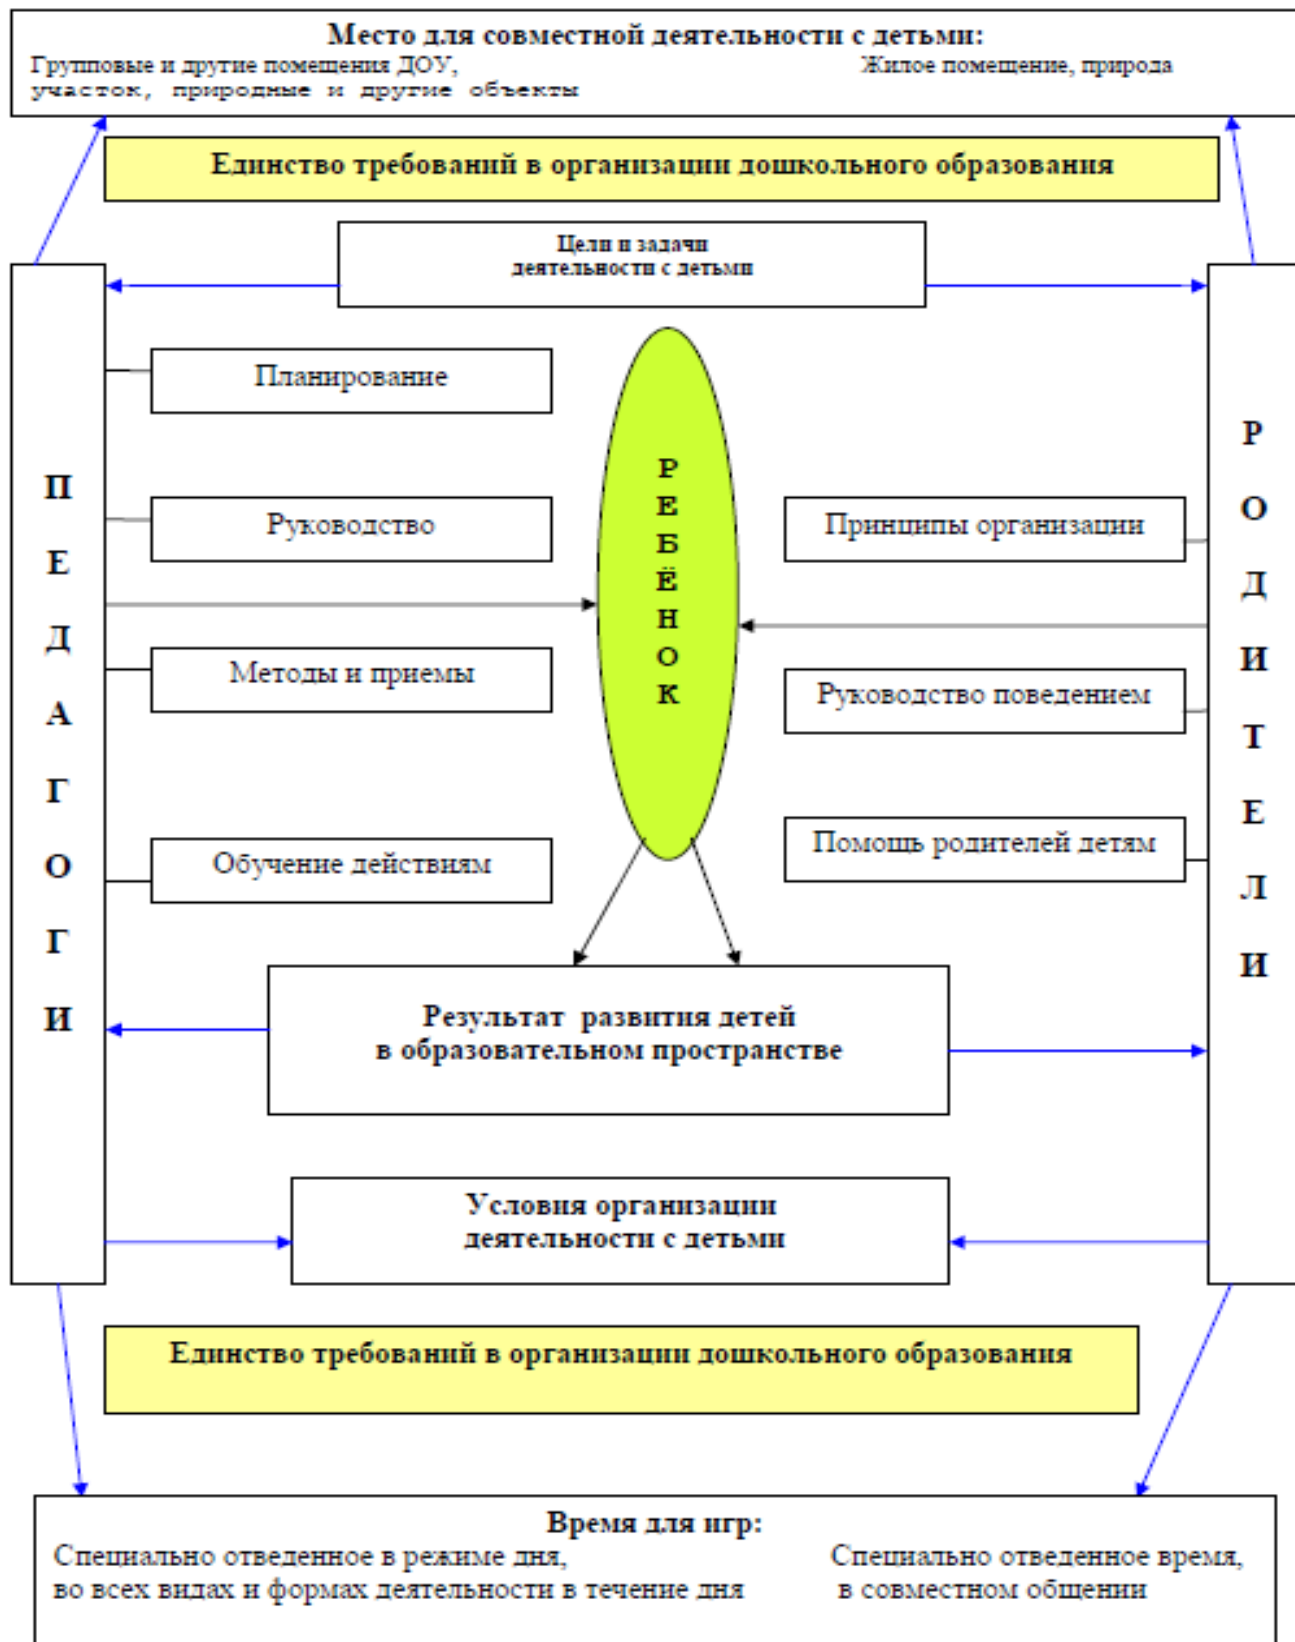 Место для совместной деятельности с детьми:
Групповые и другие помещения ДОУ, Жилое помещение, природа
участок, природные и другие объекты
Единство требований в организации дошкольного образования
Цели и задачи
деятельности с детьми
ПЕДАГОГИ
Планирование
Руководство
Методы и приемы
Обучение действиям
РЕБЁНОК
Принципы организации
Руководство поведением
Помощь родителей детям
РОДИТЕЛИ
Результат развития детей
в образовательном пространстве
Условия организации
деятельности с детьми
Единство требований в организации дошкольного образования
Время для игр:
Специально отведенное в режиме дня, Специально отведенное время,
во всех видах и формах деятельности в течение дня в совместном общении